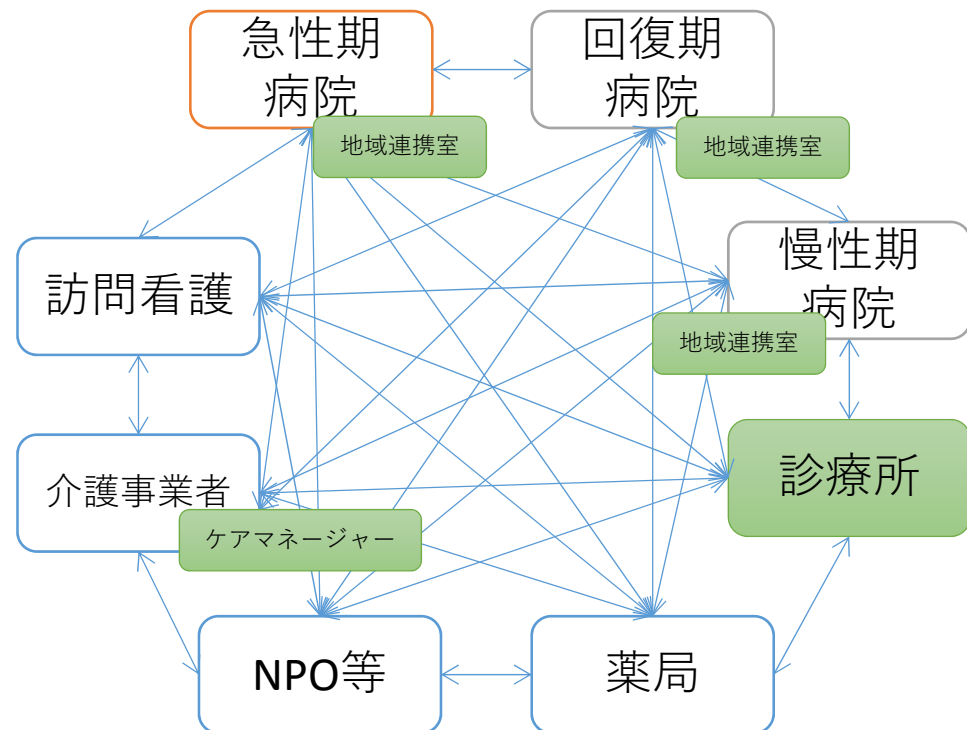 急性期
病院
回復期
病院
地域連携室
地域連携室
慢性期
病院
訪問看護
地域連携室
介護事業者
診療所
ケアマネージャー
NPO等
薬局